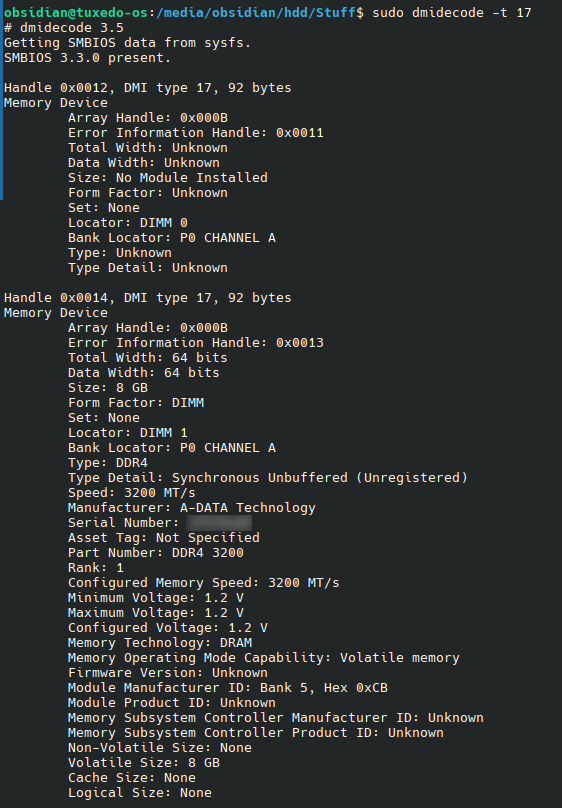 obsidian@tuxedo-os:/media/obsidian/hdd/Stuff$ sudo dmidecode -t 17
# dmidecode 3.5
Getting SMBIOS data from sysfs.
SMBIOS 3.3.0 present.

Handle 0x0012, DMI type 17, 92 bytes
Memory Device
        Array Handle: 0x000B
        Error Information Handle: 0x0011
        Total Width: Unknown
        Data Width: Unknown
        Size: No Module Installed
        Form Factor: Unknown
        Set: None
        Locator: DIMM 0
        Bank Locator: P0 CHANNEL A
        Type: Unknown
        Type Detail: Unknown

Handle 0x0014, DMI type 17, 92 bytes
Memory Device
        Array Handle: 0x000B
        Error Information Handle: 0x0013
        Total Width: 64 bits
        Data Width: 64 bits
        Size: 8 GB
        Form Factor: DIMM
        Set: None
        Locator: DIMM 1
        Bank Locator: P0 CHANNEL A
        Type: DDR4
        Type Detail: Synchronous Unbuffered (Unregistered)
        Speed: 3200 MT/s
        Manufacturer: A-DATA Technology
        Serial Number:
        Asset Tag: Not Specified
        Part Number: DDR4 3200
        Rank: 1
        Configured Memory Speed: 3200 MT/s
        Minimum Voltage: 1.2 V
        Maximum Voltage: 1.2 V
        Configured Voltage: 1.2 V
        Memory Technology: DRAM
        Memory Operating Mode Capability: Volatile memory
        Firmware Version: Unknown
        Module Manufacturer ID: Bank 5, Hex 0xCB
        Module Product ID: Unknown
        Memory Subsystem Controller Manufacturer ID: Unknown
        Memory Subsystem Controller Product ID: Unknown
        Non-Volatile Size: None
        Volatile Size: 8 GB
        Cache Size: None
        Logical Size: None